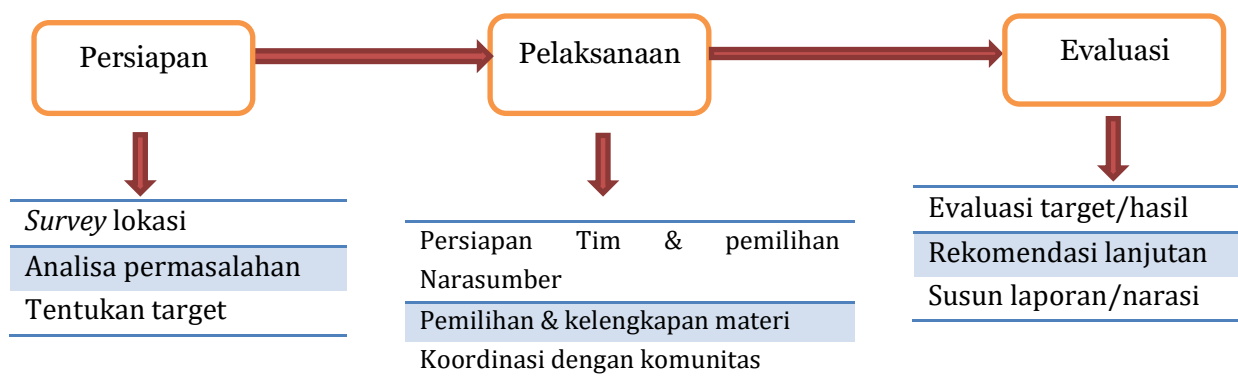 Persiapan
Pelaksanaan
Evaluasi
Survey lokasi
Analisa permasalahan
Tentukan target
Persiapan Tim & pemilihan
Narasumber
Pemilihan & kelengkapan materi
Koordinasi dengan komunitas
Evaluasi target/hasil
Rekomendasi lanjutan
Susun laporan/narasi